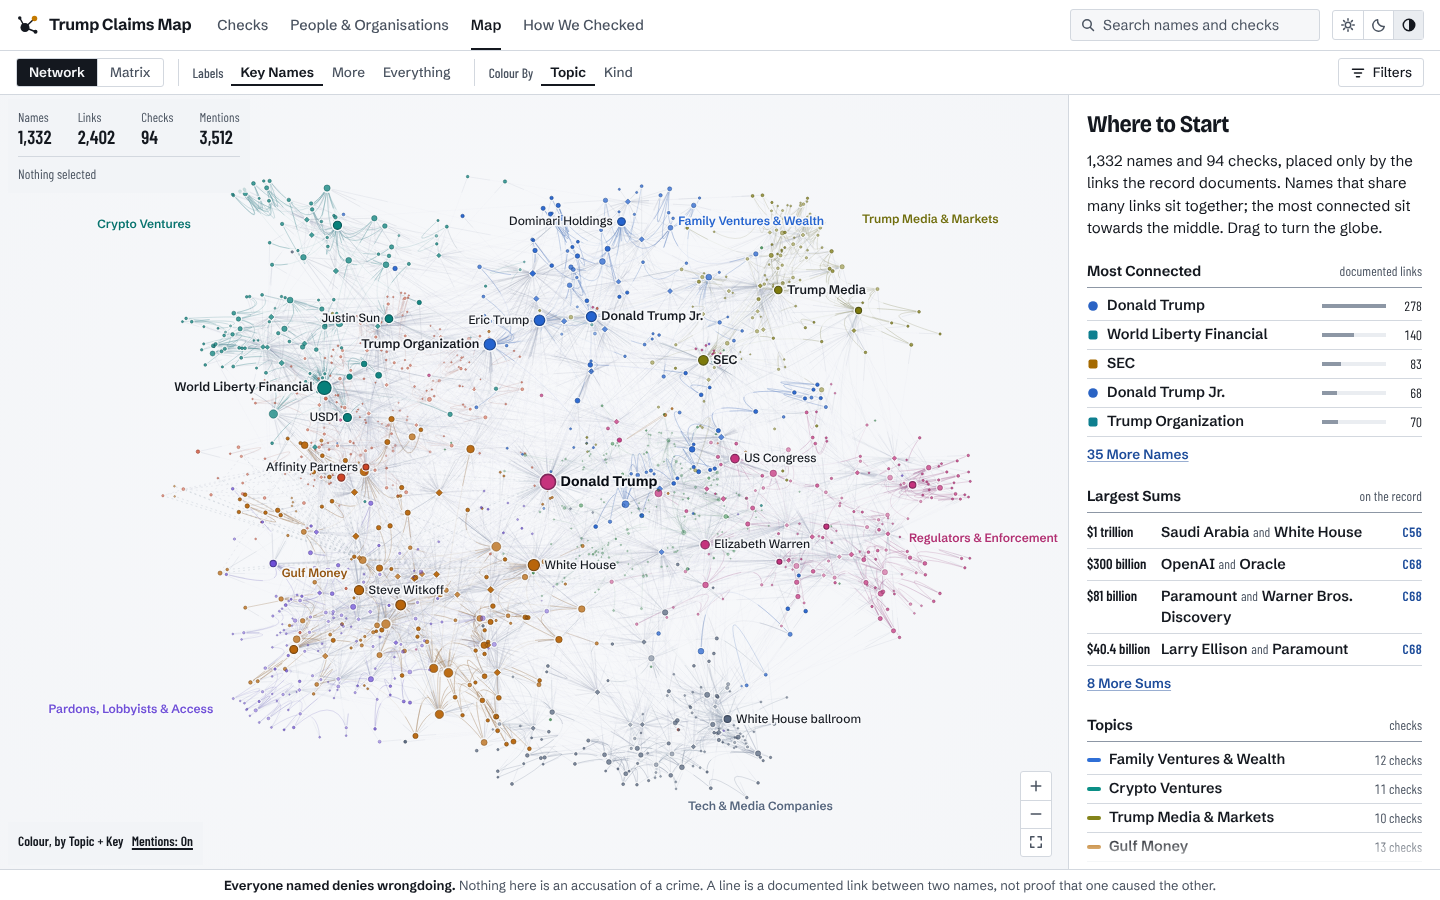 Trump Claims Map
Checks
People & Organisations
Map
How We Checked
Search names and checks
Network
Matrix
Labels
Key Names
More
Everything
Colour By
Topic
Kind
Filters
Names
Links
Checks
Mentions
1,332
2,402
94
3,512
Nothing selected
Crypto Ventures
Dominari Holdings
Family Ventures & Wealth
Trump Media & Markets
Trump Media
Justin Sun
Eric Trump
Donald Trump Jr.
Trump Organization
SEC
World Liberty Financial
USD1
Affinity Partners
US Congress
Donald Trump
Regulators & Enforcement
Elizabeth Warren
White House
Gulf Money
Steve Witkoff
Pardons, Lobbyists & Access
White House ballroom
Tech & Media Companies
Colour, by Topic + Key
Mentions: On
Where to Start
1,332 names and 94 checks, placed only by the
links the record documents. Names that share
many links sit together; the most connected sit
towards the middle. Drag to turn the globe.
Most Connected
documented links
Donald Trump
278
World Liberty Financial
140
SEC
83
Donald Trump Jr.
68
Trump Organization
70
35 More Names
Largest Sums
on the record
$1 trillion
Saudi Arabia and White House
C56
$300 billion
OpenAI and Oracle
C68
$81 billion
Paramount and Warner Bros.
Discovery
C68
$40.4 billion
Larry Ellison and Paramount
C68
8 More Sums
Topics
checks
Family Ventures & Wealth
12 checks
Crypto Ventures
11 checks
Trump Media & Markets
10 checks
Gulf Money
13 checks
Everyone named denies wrongdoing. Nothing here is an accusation of a crime. A line is a documented link between two names, not proof that one caused the other.